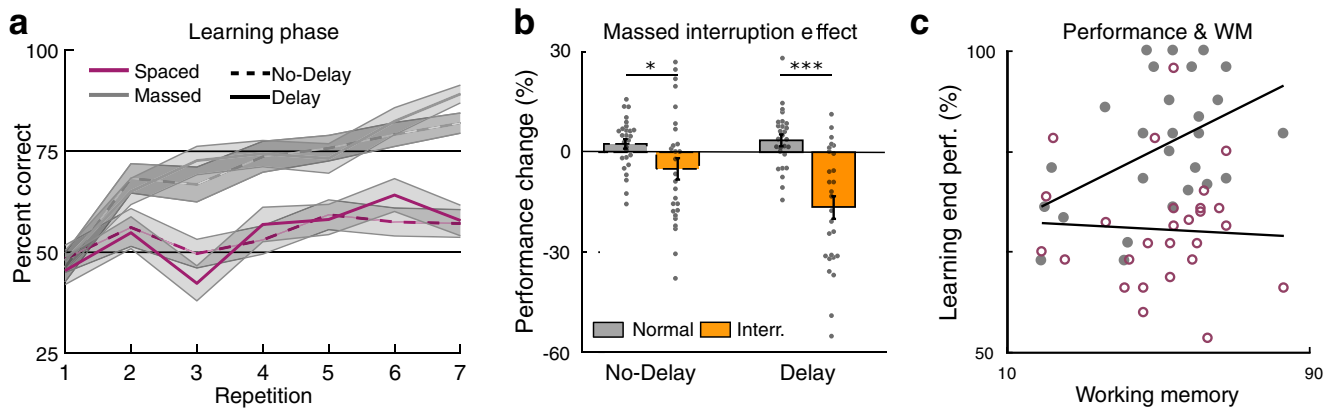 a
Learning phase
100
75
50
25
Percent correct
Spaced
Massed
No-Delay
Delay
1 2 3 4 5 6 7
Repetition
b
Massed interruption effect
30
0
-30
-60
Performance change (%)
*
***
Normal
Interr.
No-Delay
Delay
c
Performance & WM
100
50
Learning end perf. (%)
10
90
Working memory